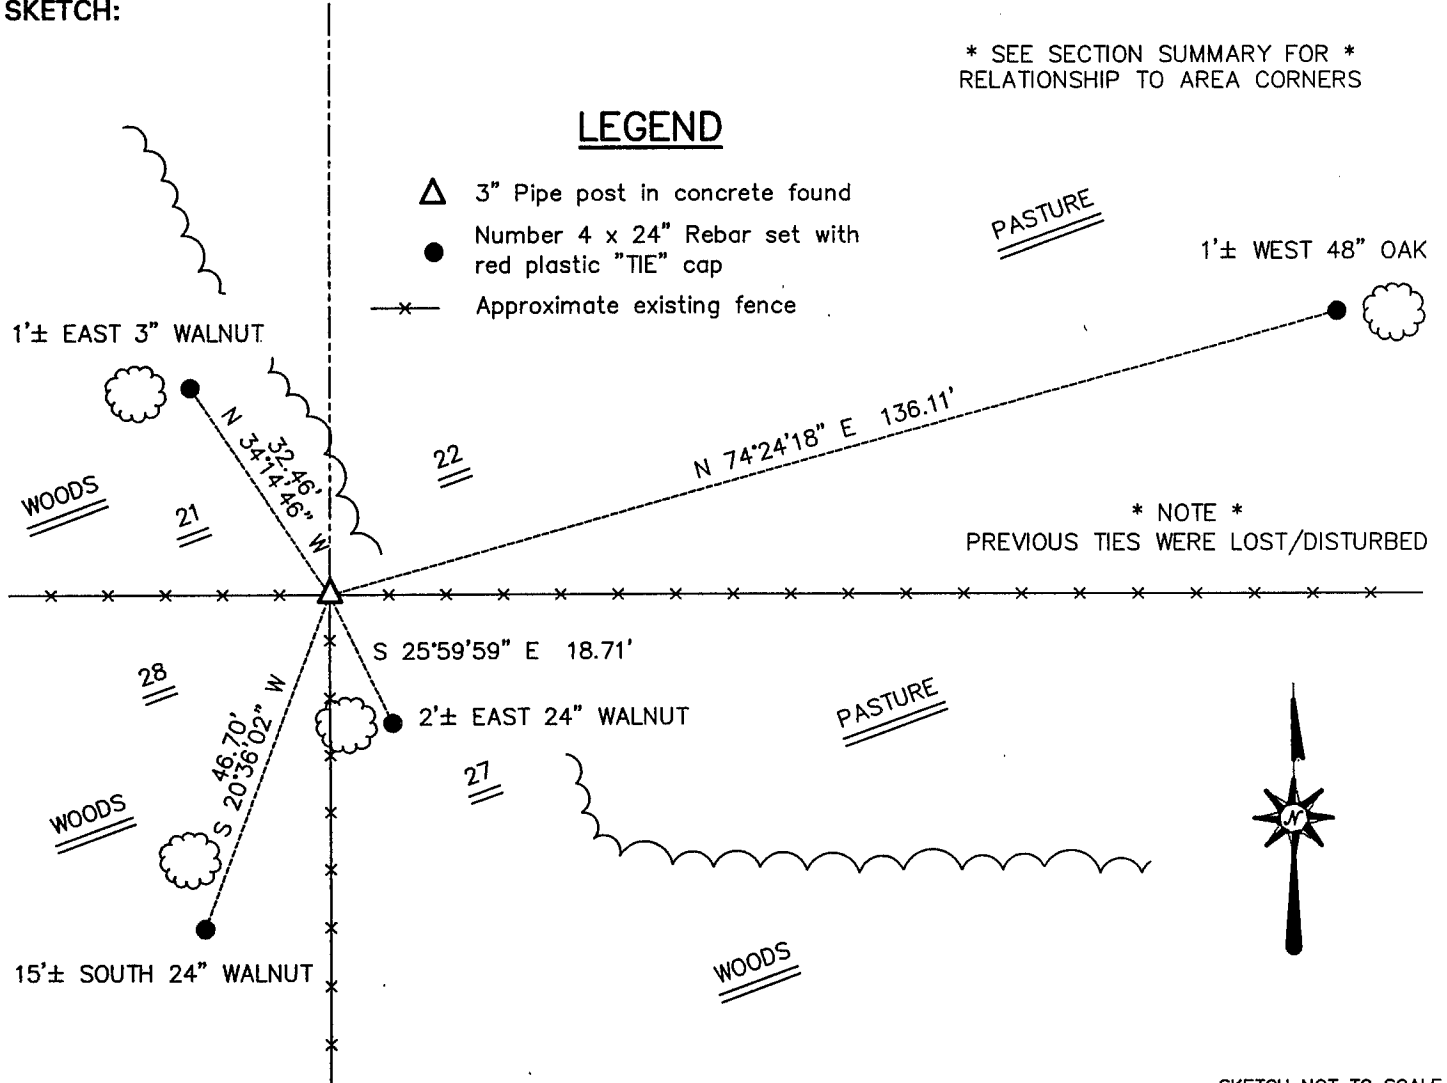 SKETCH:
* SEE SECTION SUMMARY FOR *
RELATIONSHIP TO AREA CORNERS
LEGEND
3" Pipe post in concrete found
Number 4 x 24" Rebar set with
red plastic "TIE" cap
Approximate existing fence
PASTURE
1'± WEST 48" OAK
1'± EAST 3" WALNUT
32.46'
N 34°14'46" W
22
N 74°24'18" E 136.11'
WOODS
21
* NOTE *
PREVIOUS TIES WERE LOST/DISTURBED
S 25°59'59" E 18.71'
28
46.70'
S 20°36'02" W
2'± EAST 24" WALNUT
PASTURE
27
WOODS
N
15'± SOUTH 24" WALNUT
WOODS
SKETCH NOT TO SCALE